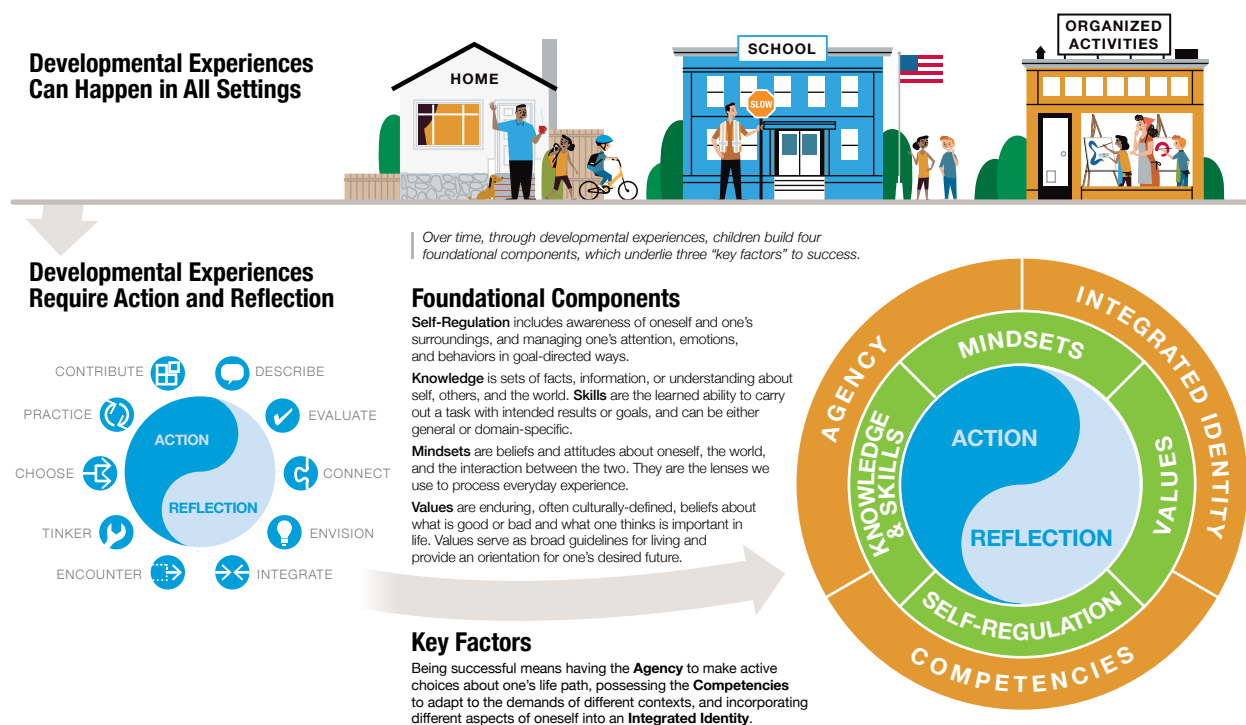 Developmental Experiences
Can Happen in All Settings
HOME
SCHOOL
SLOW
ORGANIZED
ACTIVITIES
Over time, through developmental experiences, children build four
foundational components, which underlie three “key factors” to success.
Developmental Experiences
Require Action and Reflection
CONTRIBUTE
DESCRIBE
PRACTICE
EVALUATE
CHOOSE
CONNECT
TINKER
ENVISION
ENCOUNTER
INTEGRATE
ACTION
REFLECTION
Foundational Components
Self-Regulation includes awareness of oneself and one’s
surroundings, and managing one’s attention, emotions,
and behaviors in goal-directed ways.
Knowledge is sets of facts, information, or understanding about
self, others, and the world. Skills are the learned ability to carry
out a task with intended results or goals, and can be either
general or domain-specific.
Mindsets are beliefs and attitudes about oneself, the world,
and the interaction between the two. They are the lenses we
use to process everyday experience.
Values are enduring, often culturally-defined, beliefs about
what is good or bad and what one thinks is important in
life. Values serve as broad guidelines for living and
provide an orientation for one’s desired future.
Key Factors
Being successful means having the Agency to make active
choices about one’s life path, possessing the Competencies
to adapt to the demands of different contexts, and incorporating
different aspects of oneself into an Integrated Identity.
AGENCY
INTEGRATED IDENTITY
COMPETENCIES
MINDSETS
VALUES
SELF-REGULATION
KNOWLEDGE
& SKILLS
ACTION
REFLECTION